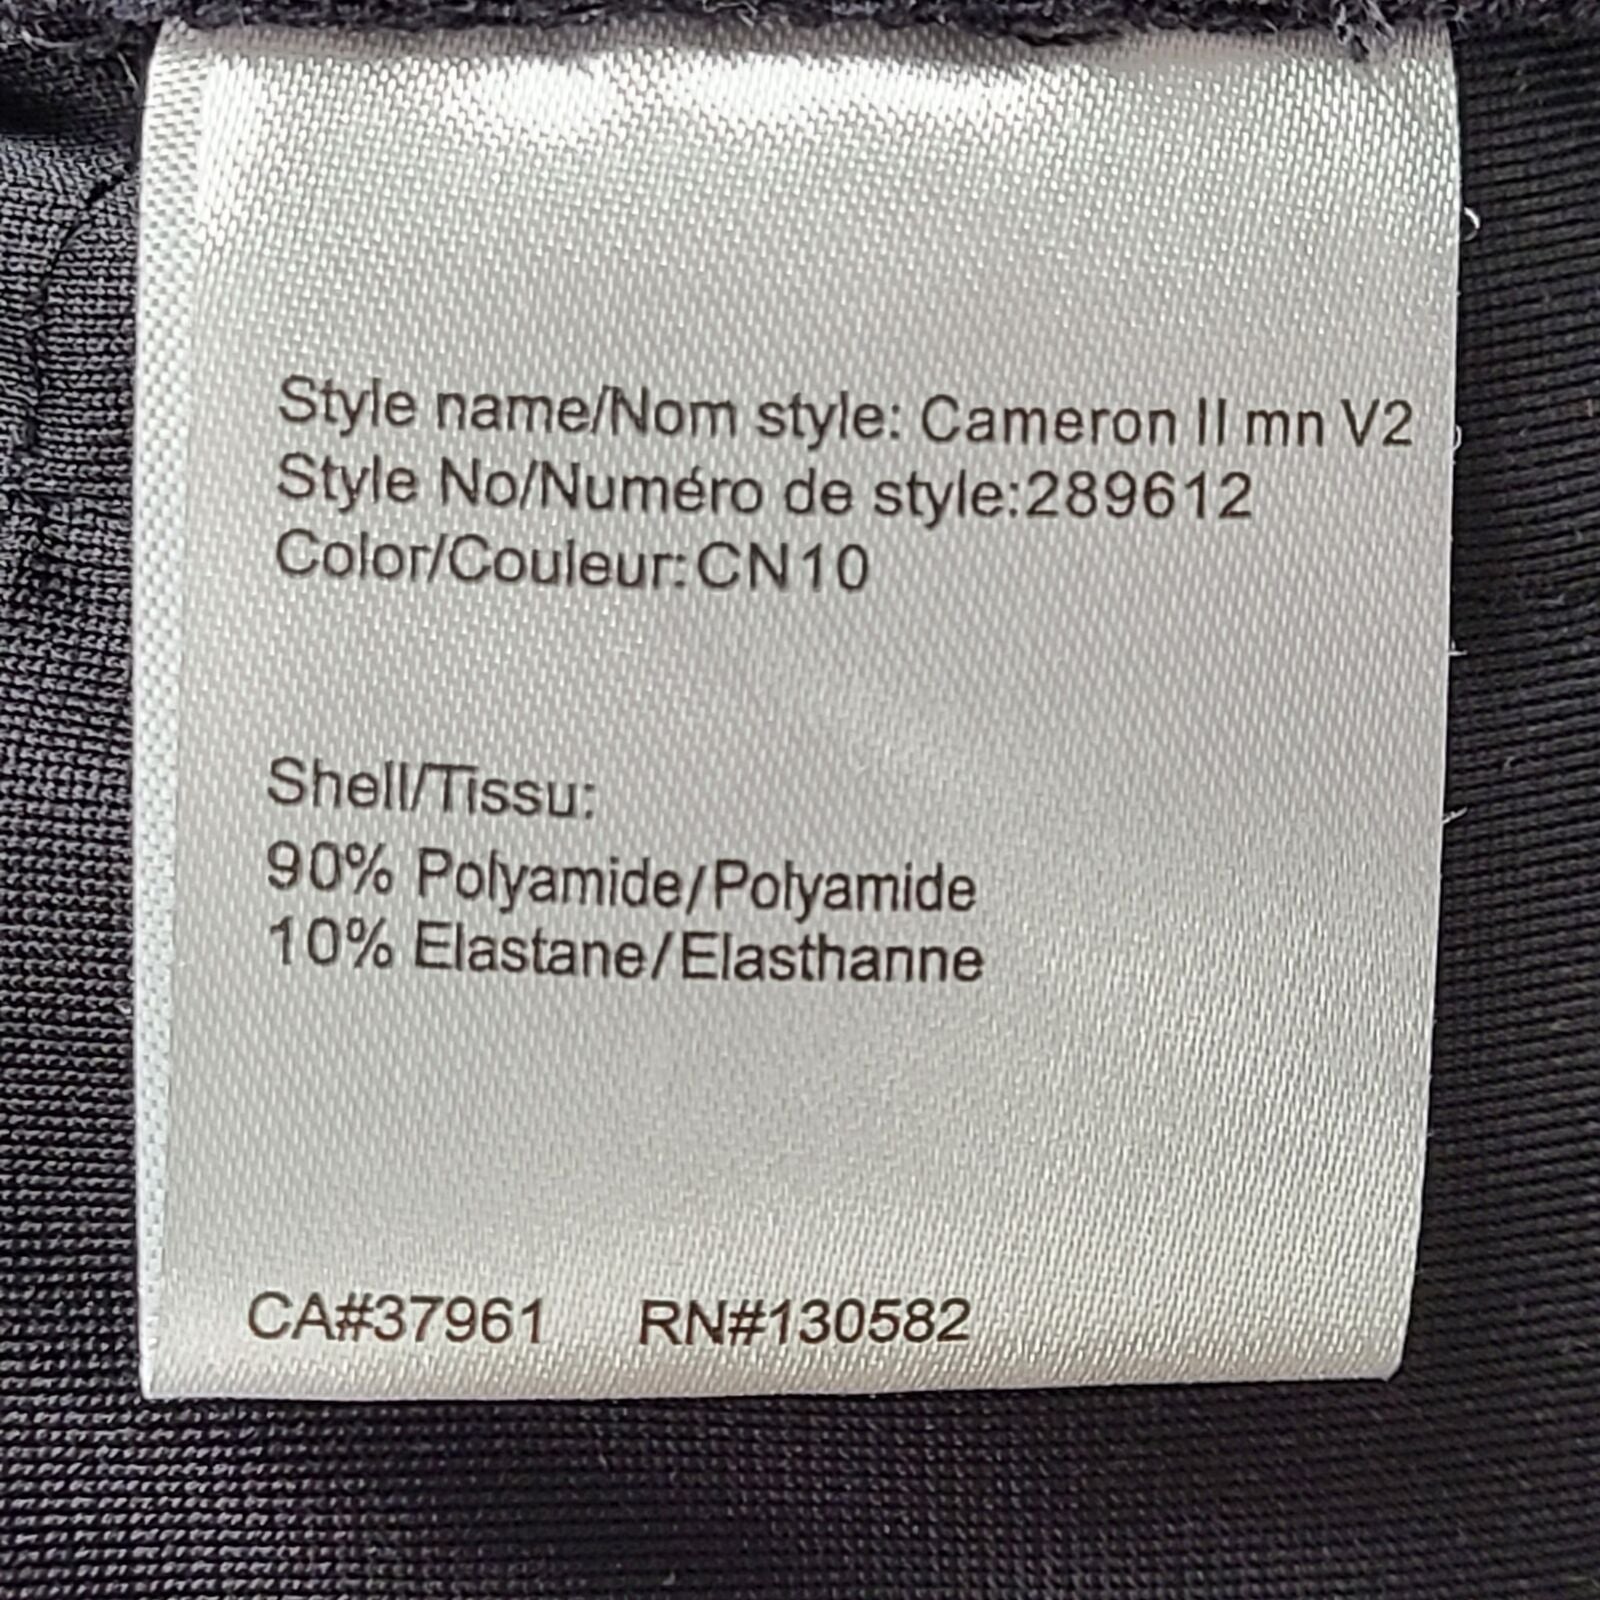 Style name/Nom style: Cameron II mn V2
Style No/Numéro de style:289612
Color/Couleur:CN10
Shell/Tissu:
90% Polyamide/Polyamide
10% Elastane/Elasthanne
CA#37961 RN#130582